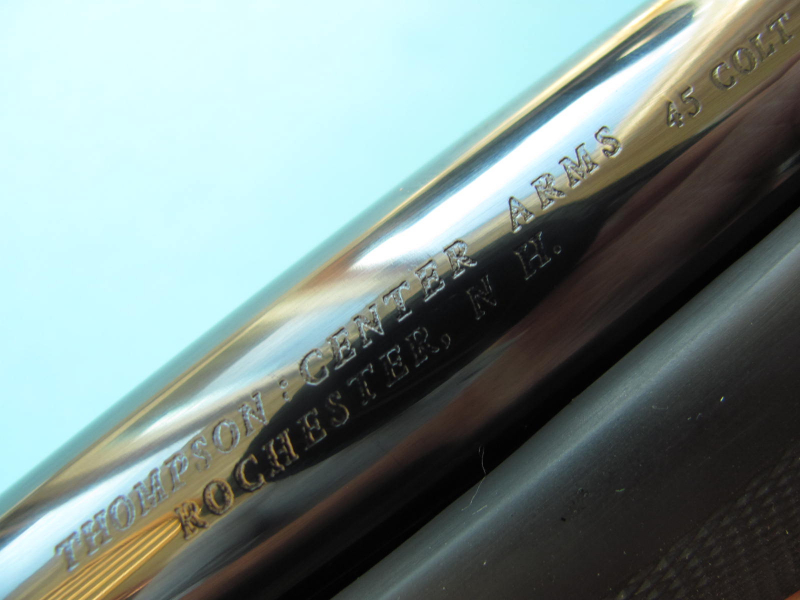 THOMPSON : CENTER ARMS 45 COLT
ROCHESTER, N H.